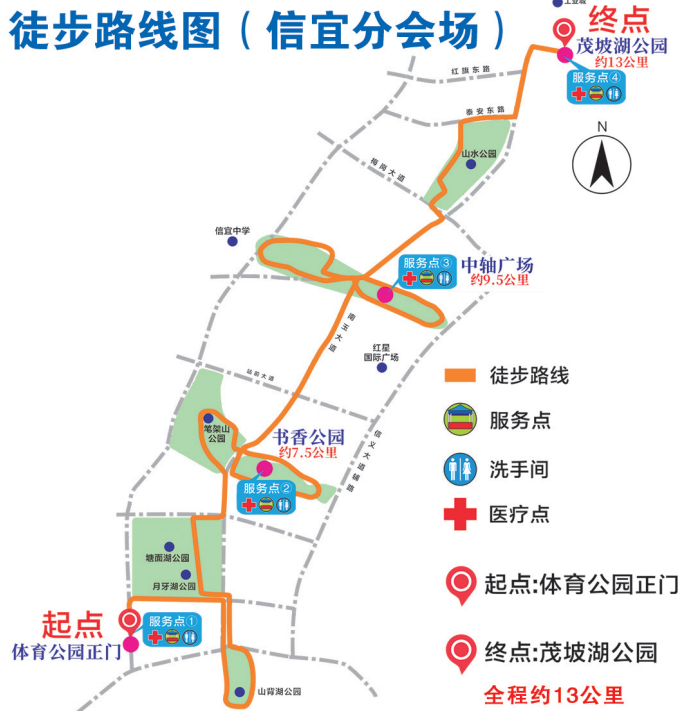 徒步路线图（信宜分会场）
工业城
终点
茂坡湖公园
约13公里
服务点④
红旗东路
泰安东路
N
山水公园
梅岗大道
信宜中学
服务点③
中轴广场
约9.5公里
南玉大道
红星
国际广场
站前大道
徒步路线
笔架山
公园
书香公园
约7.5公里
信义大道辅路
服务点
服务点②
洗手间
医疗点
塘面湖公园
月牙湖公园
起点:体育公园正门
起点
服务点①
体育公园正门
终点:茂坡湖公园
山背湖公园
全程约13公里